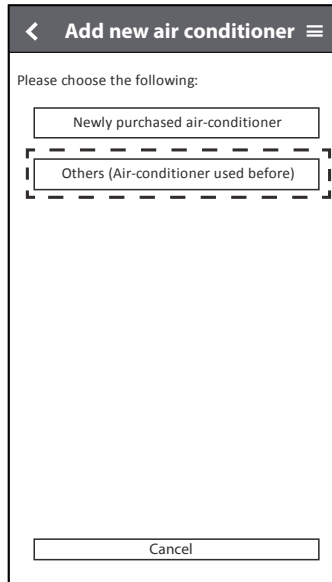 Add new air conditioner
Please choose the following:
Newly purchased air-conditioner
Others (Air-conditioner used before)
Cancel